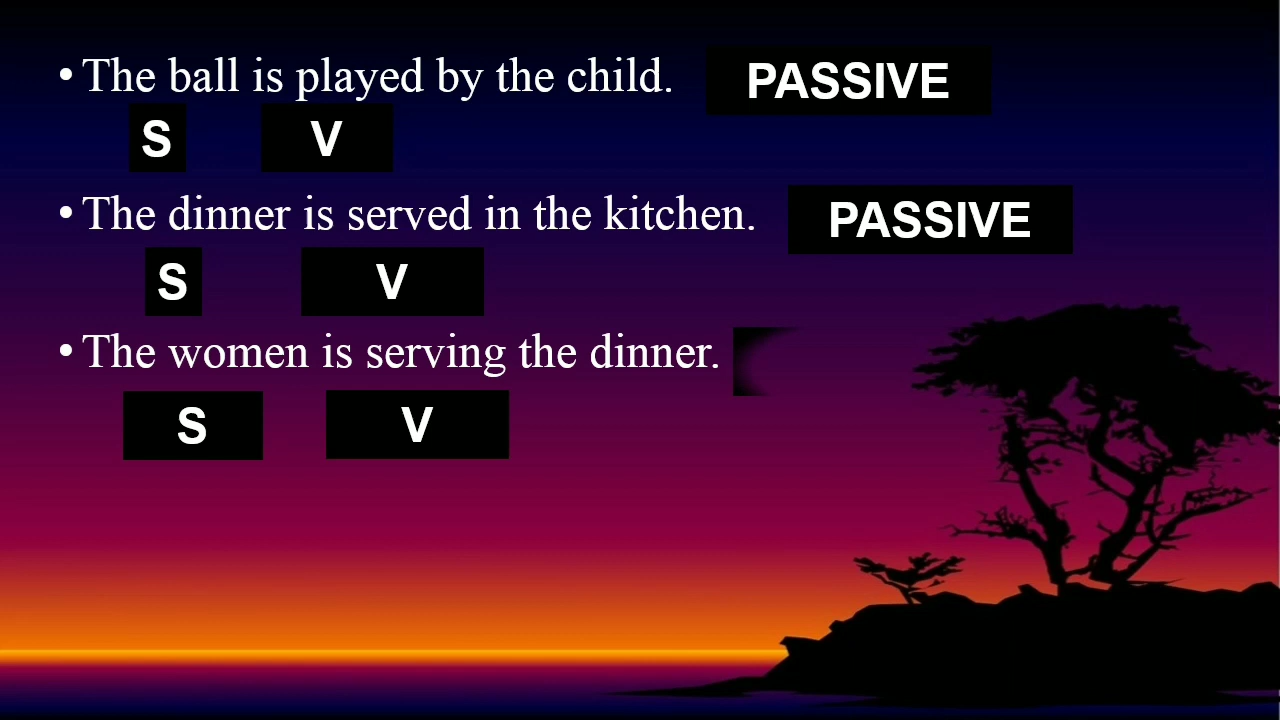 • The ball is played by the child. PASSIVE
S V
• The dinner is served in the kitchen. PASSIVE
S V
• The women is serving the dinner.
S V